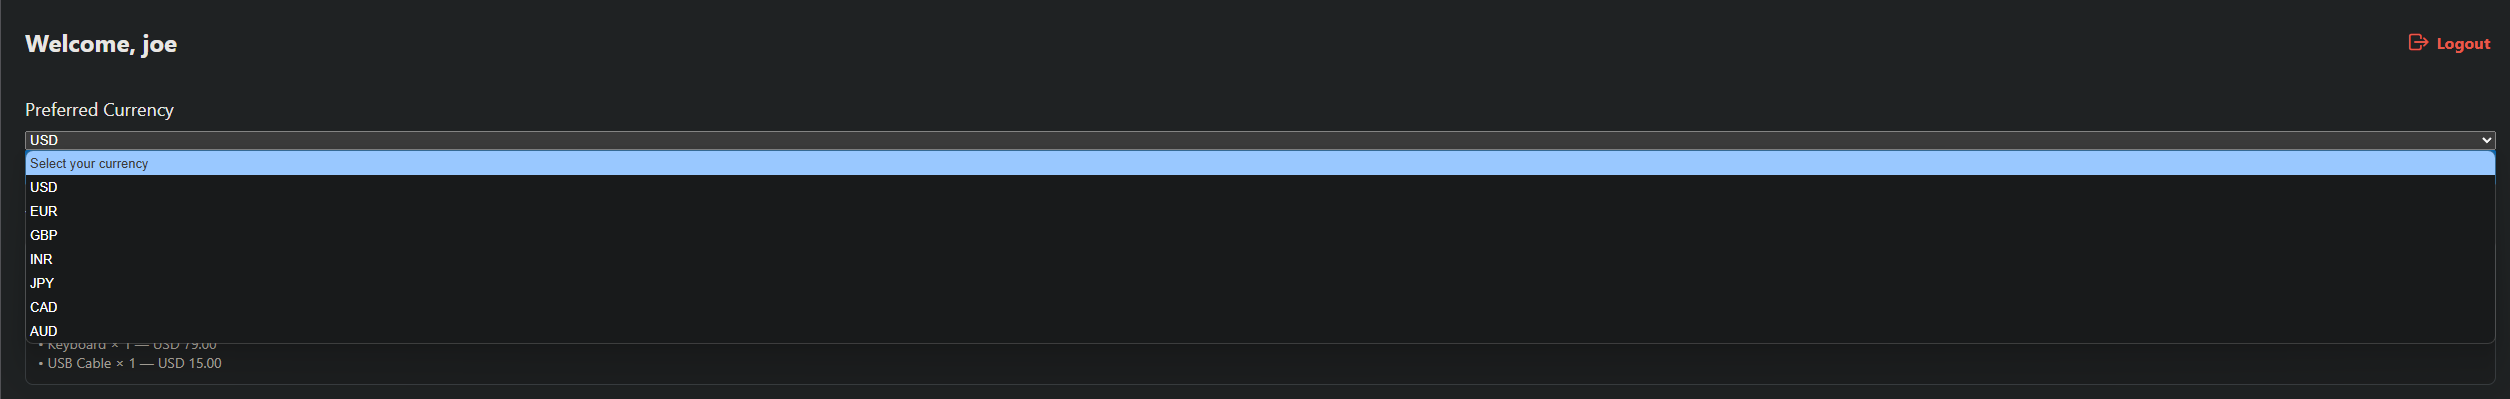 Welcome, joe
Logout
Preferred Currency
USD
Select your currency
USD
EUR
GBP
INR
JPY
CAD
AUD
• Keyboard × 1 — USD 79.00
• USB Cable × 1 — USD 15.00